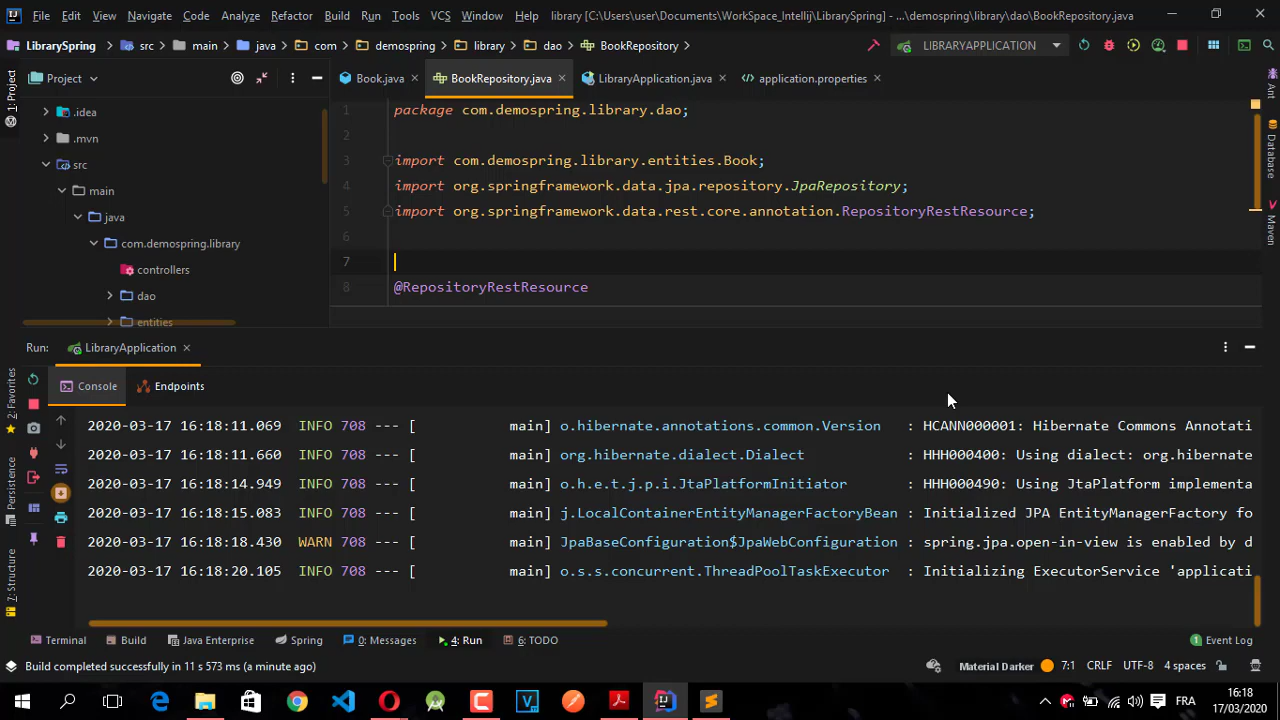 File Edit View Navigate Code Analyze Refactor Build Run Tools VCS Window Help library [C:\Users\user\Documents\WorkSpace_Intellij\LibrarySpring] - ...\demospring\library\dao\BookRepository.java
LibrarySpring src main java com demospring library dao BookRepository LIBRARYAPPLICATION
Project Book.java BookRepository.java LibraryApplication.java application.properties
1: Project
Ant
Database
Maven
.idea
.mvn
src
main
java
com.demospring.library
controllers
dao
entities
1 package com.demospring.library.dao;
2
3 import com.demospring.library.entities.Book;
4 import org.springframework.data.jpa.repository.JpaRepository;
5 import org.springframework.data.rest.core.annotation.RepositoryRestResource;
6
7
8 @RepositoryRestResource
Run: LibraryApplication
Console Endpoints
2: Favorites
Persistence
7: Structure
2020-03-17 16:18:11.069 INFO 708 --- [ main] o.hibernate.annotations.common.Version : HCANN000001: Hibernate Commons Annotati
2020-03-17 16:18:11.660 INFO 708 --- [ main] org.hibernate.dialect.Dialect : HHH000400: Using dialect: org.hibernate
2020-03-17 16:18:14.949 INFO 708 --- [ main] o.h.e.t.j.p.i.JtaPlatformInitiator : HHH000490: Using JtaPlatform implementa
2020-03-17 16:18:15.083 INFO 708 --- [ main] j.LocalContainerEntityManagerFactoryBean : Initialized JPA EntityManagerFactory fo
2020-03-17 16:18:18.430 WARN 708 --- [ main] JpaBaseConfiguration$JpaWebConfiguration : spring.jpa.open-in-view is enabled by d
2020-03-17 16:18:20.105 INFO 708 --- [ main] o.s.s.concurrent.ThreadPoolTaskExecutor : Initializing ExecutorService 'applicati
Terminal Build Java Enterprise Spring 0: Messages 4: Run 6: TODO 1 Event Log
Build completed successfully in 11 s 573 ms (a minute ago) Material Darker 7:1 CRLF UTF-8 4 spaces
FRA 16:18
17/03/2020